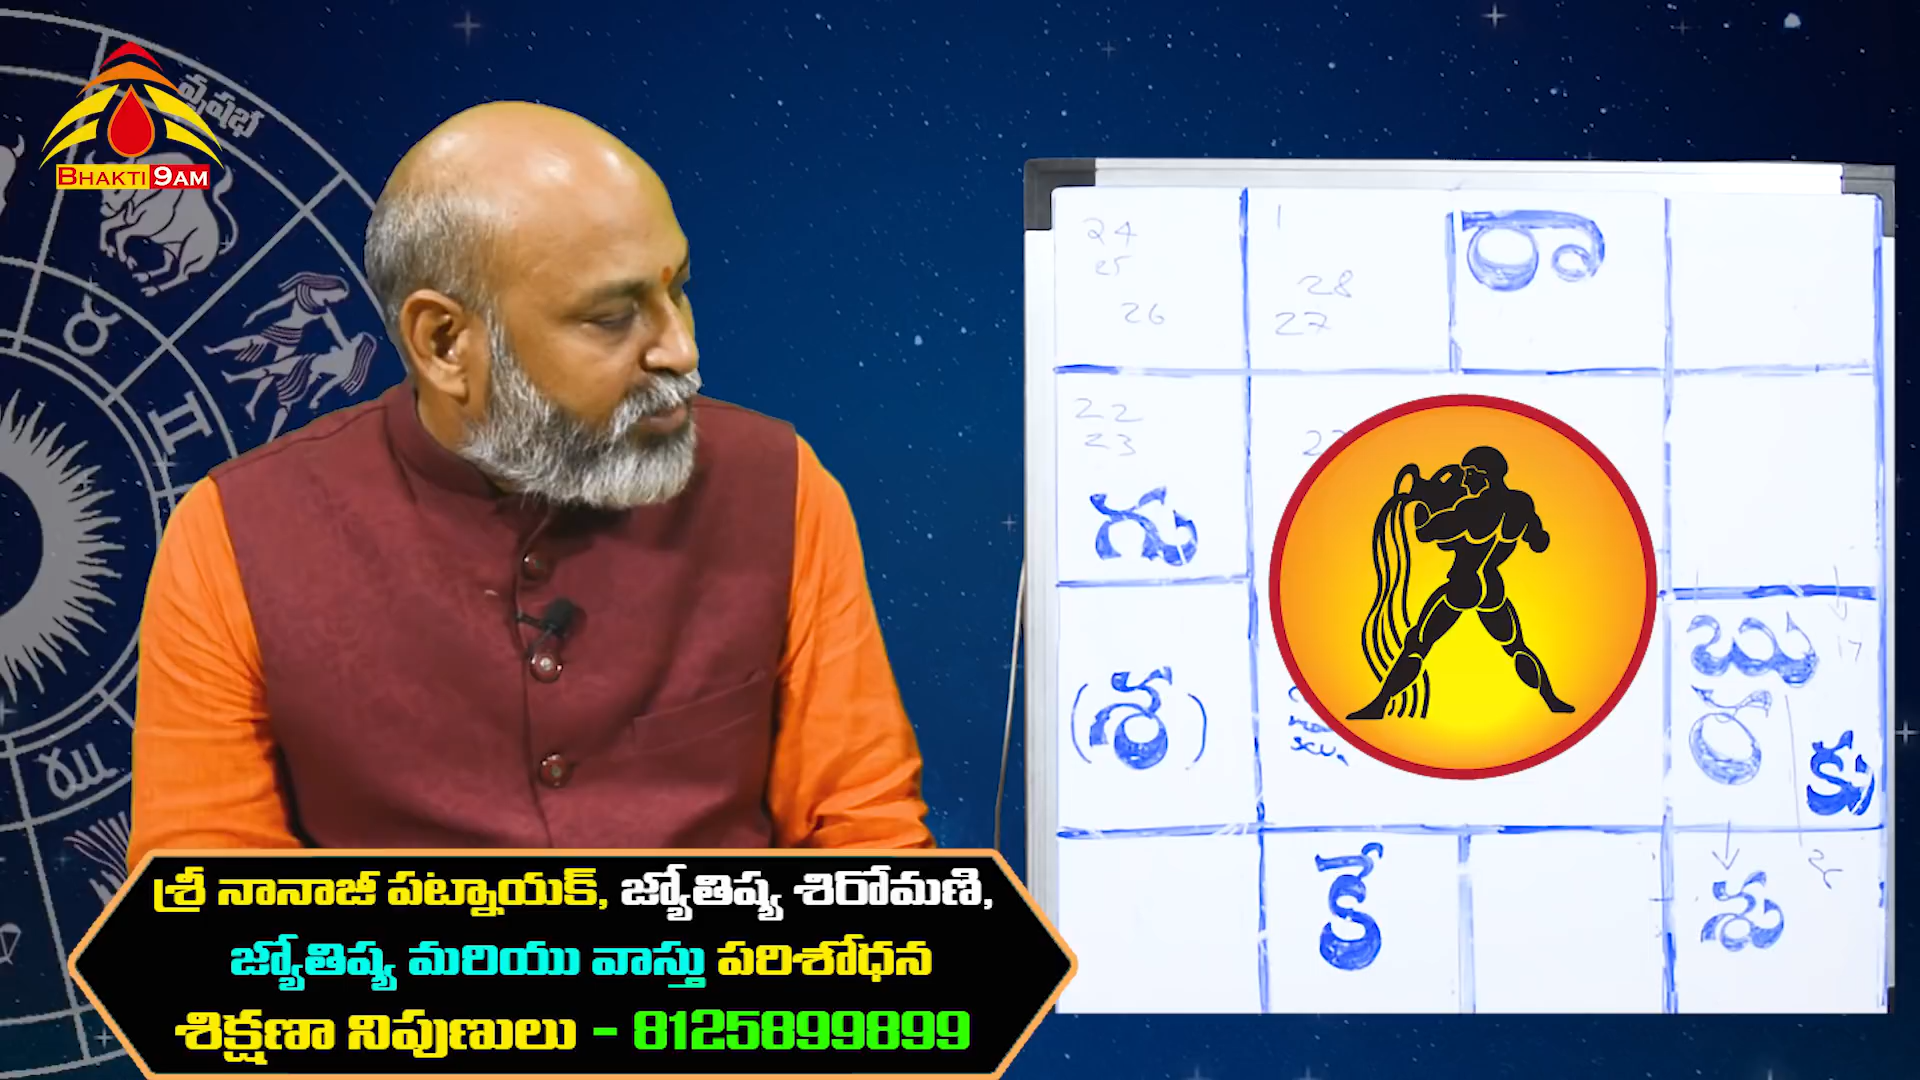 వృషభ
BHAKTI 9AM
24
25
26
1
28
27
రా
22
23
గు
(శ)
బు
ర
కు
17
కే
శు
శ్రీ నానాజీ పట్నాయక్, జ్యోతిష్య శిరోమణి,
జ్యోతిష్య మరియు వాస్తు పరిశోధన
శిక్షణా నిపుణులు - 8125899899